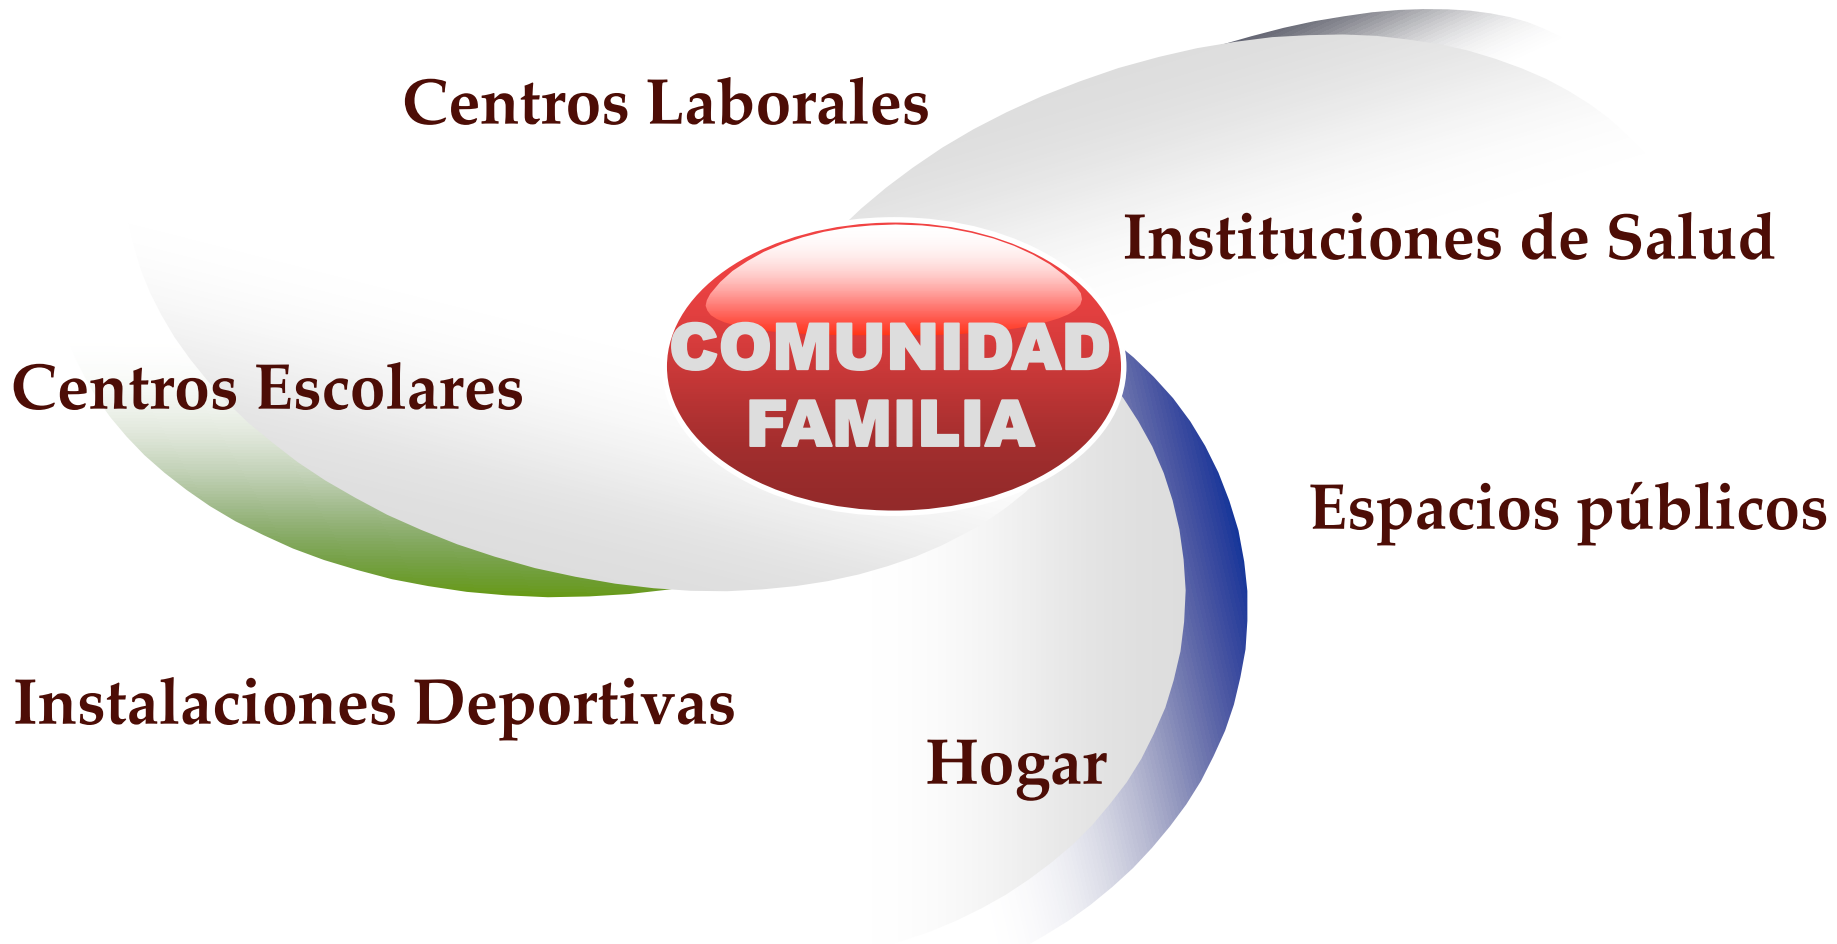 Centros Laborales
Instituciones de Salud
COMUNIDAD
FAMILIA
Centros Escolares
Espacios públicos
Instalaciones Deportivas
Hogar